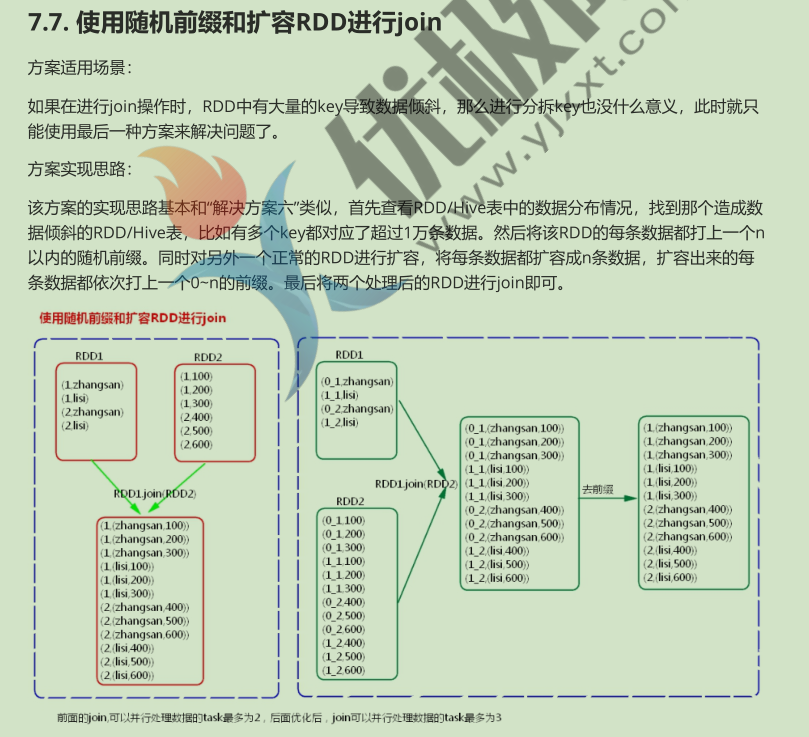 7.7. 使用随机前缀和扩容RDD进行join
方案适用场景：
如果在进行join操作时，RDD中有大量的key导致数据倾斜，那么进行分拆key也没什么意义，此时就只
能使用最后一种方案来解决问题了。
方案实现思路：
该方案的实现思路基本和“解决方案六”类似，首先查看RDD/Hive表中的数据分布情况，找到那个造成数
据倾斜的RDD/Hive表，比如有多个key都对应了超过1万条数据。然后将该RDD的每条数据都打上一个n
以内的随机前缀。同时对另外一个正常的RDD进行扩容，将每条数据都扩容成n条数据，扩容出来的每
条数据都依次打上一个0~n的前缀。最后将两个处理后的RDD进行join即可。
使用随机前缀和扩容RDD进行join
RDD1
(1,zhangsan)
(1,lisi)
(2,zhangsan)
(2,lisi)
RDD2
(1,100)
(1,200)
(1,300)
(2,400)
(2,500)
(2,600)
RDD1.join(RDD2)
(1,(zhangsan,100))
(1,(zhangsan,200))
(1,(zhangsan,300))
(1,(lisi,100))
(1,(lisi,200))
(1,(lisi,300))
(2,(zhangsan,400))
(2,(zhangsan,500))
(2,(zhangsan,600))
(2,(lisi,400))
(2,(lisi,500))
(2,(lisi,600))
RDD1
(0_1,zhangsan)
(1_1,lisi)
(0_2,zhangsan)
(1_2,lisi)
RDD1.join(RDD2)
RDD2
(0_1,100)
(0_1,200)
(0_1,300)
(1_1,100)
(1_1,200)
(1_1,300)
(0_2,400)
(0_2,500)
(0_2,600)
(1_2,400)
(1_2,500)
(1_2,600)
(0_1,(zhangsan,100))
(0_1,(zhangsan,200))
(0_1,(zhangsan,300))
(1_1,(lisi,100))
(1_1,(lisi,200))
(1_1,(lisi,300))
(0_2,(zhangsan,400))
(0_2,(zhangsan,500))
(0_2,(zhangsan,600))
(1_2,(lisi,400))
(1_2,(lisi,500))
(1_2,(lisi,600))
去前缀
(1,(zhangsan,100))
(1,(zhangsan,200))
(1,(zhangsan,300))
(1,(lisi,100))
(1,(lisi,200))
(1,(lisi,300))
(2,(zhangsan,400))
(2,(zhangsan,500))
(2,(zhangsan,600))
(2,(lisi,400))
(2,(lisi,500))
(2,(lisi,600))
前面的join,可以并行处理数据的task最多为2，后面优化后，join可以并行处理数据的task最多为3
优极
www.yjxxt.com